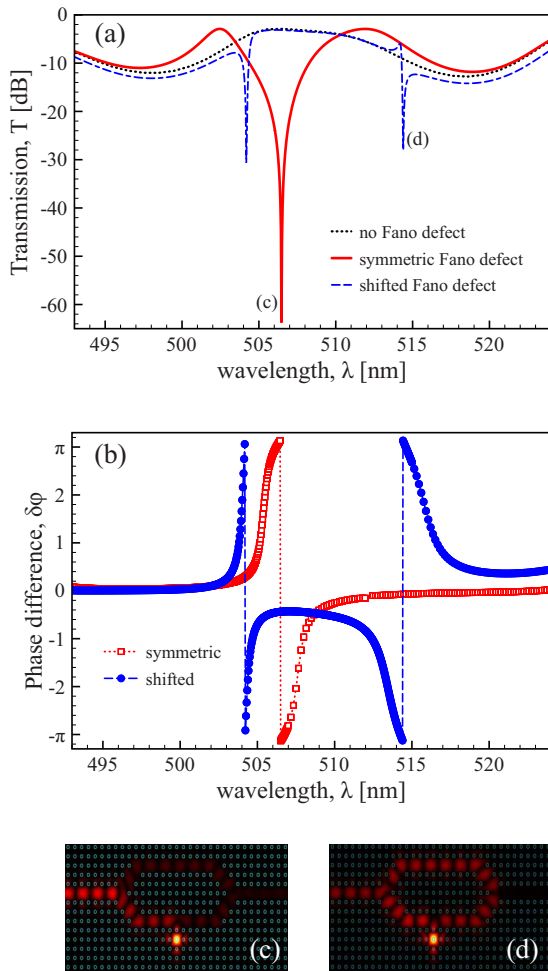 (a)
0
-10
-20
-30
-40
-50
-60
Transmission, T [dB]
(d)
no Fano defect
symmetric Fano defect
shifted Fano defect
(c)
495 500 505 510 515 520
wavelength, λ [nm]
(b)
π
2
1
0
-1
-2
-π
Phase difference, δφ
symmetric
shifted
495 500 505 510 515 520
wavelength, λ [nm]
(c) (d)